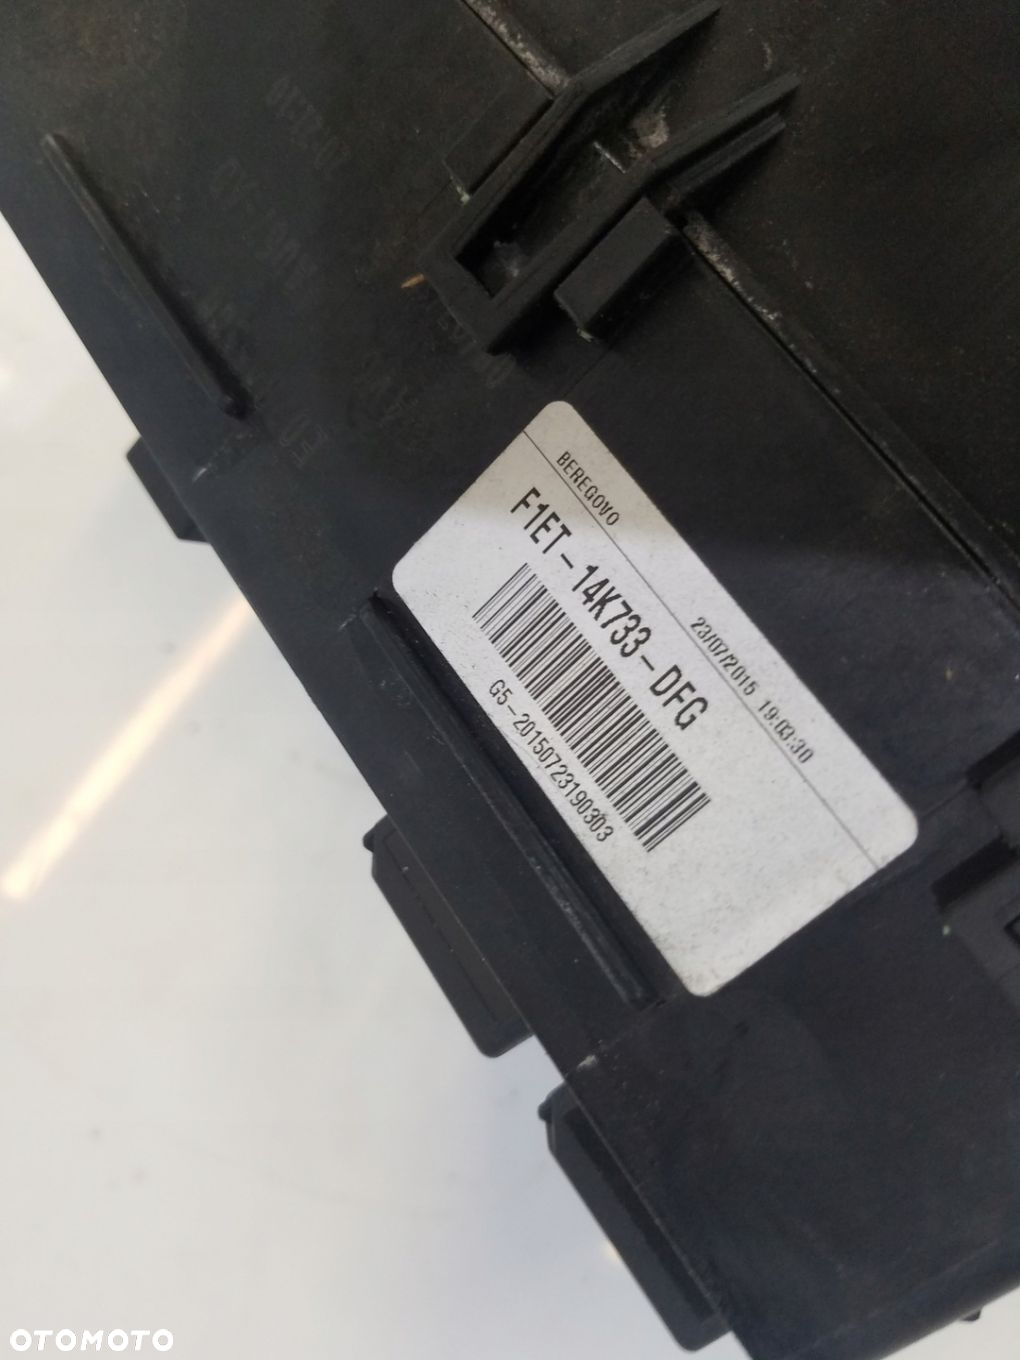 BEREGOVO 23/07/2015 19:03:30
F1ET-14K733-DFG
G5-20150723190303
OTOMOTO